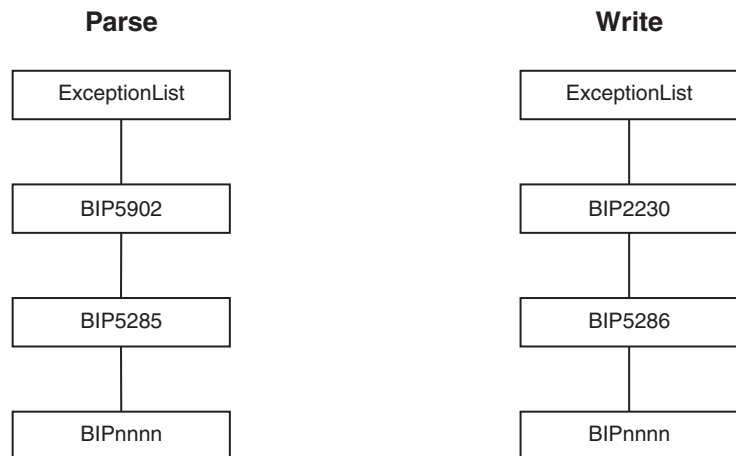 Parse
ExceptionList
BIP5902
BIP5285
BIPnnnn
Write
ExceptionList
BIP2230
BIP5286
BIPnnnn